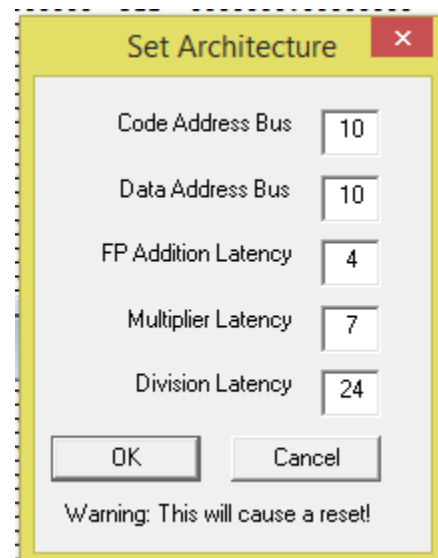 Set Architecture
Code Address Bus 10
Data Address Bus 10
FP Addition Latency 4
Multiplier Latency 7
Division Latency 24
OK Cancel
Warning: This will cause a reset!